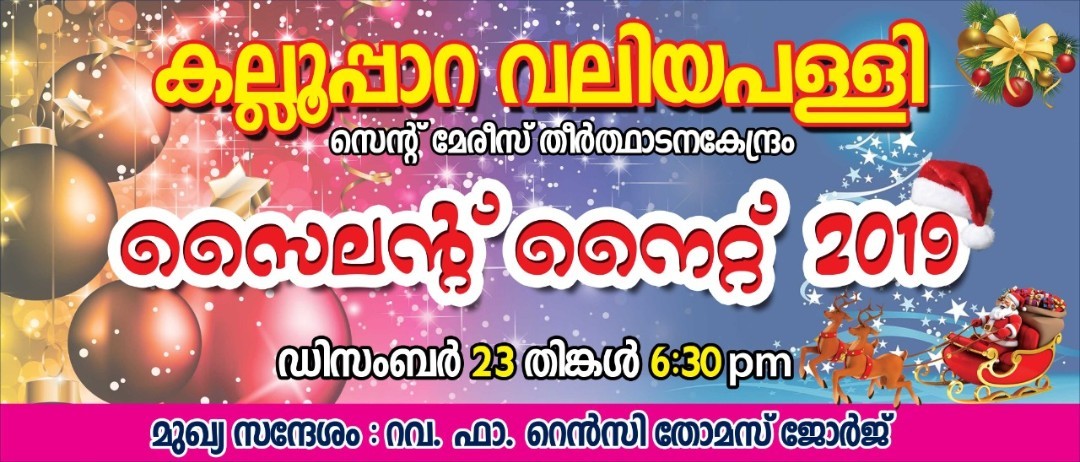 കല്ലൂപ്പാറ വലിയപള്ളി
സെന്റ് മേരീസ് തീർത്ഥാടനകേന്ദ്രം
സൈലന്റ് നൈറ്റ് 2019
ഡിസംബർ 23 തിങ്കൾ 6:30 pm
മുഖ്യ സന്ദേശം : റവ. ഫാ. റെൻസി തോമസ് ജോർജ്